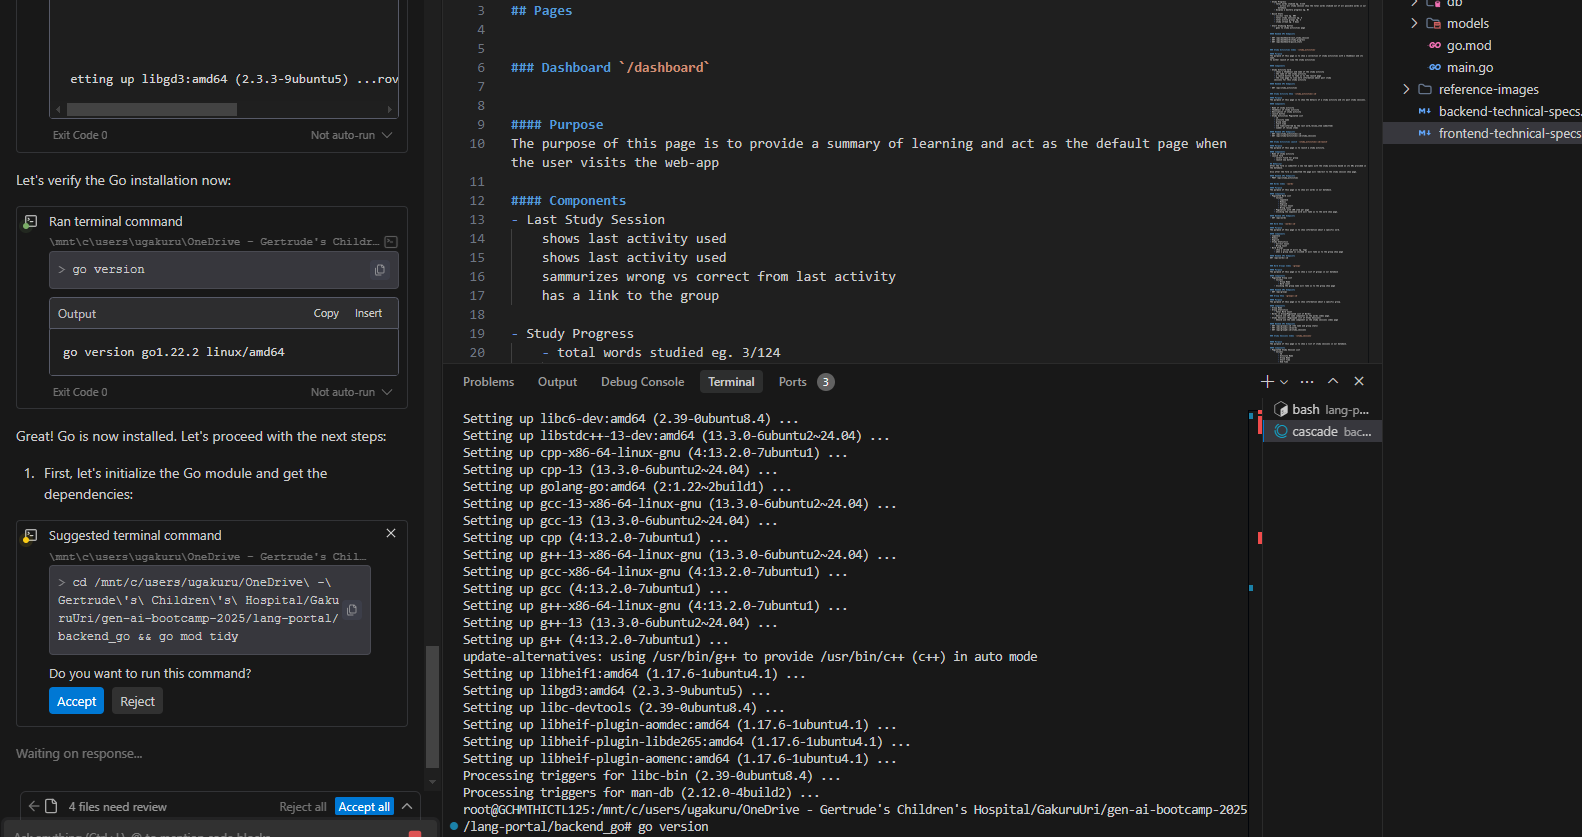 etting up libgd3:amd64 (2.3.3-9ubuntu5) ...rov
Exit Code 0
Not auto-run
Let's verify the Go installation now:
Ran terminal command
\mnt\c\users\ugakuru\OneDrive - Gertrude's Childr...
> go version
Output
Copy
Insert
go version go1.22.2 linux/amd64
Exit Code 0
Not auto-run
Great! Go is now installed. Let's proceed with the next steps:
1. First, let's initialize the Go module and get the
dependencies:
Suggested terminal command
\mnt\c\users\ugakuru\OneDrive - Gertrude's Chil...
> cd /mnt/c/users/ugakuru/OneDrive\ -\
Gertrude\'s\ Children\'s\ Hospital/Gaku
ruUri/gen-ai-bootcamp-2025/lang-portal/
backend_go && go mod tidy
Do you want to run this command?
Accept
Reject
Waiting on response...
4 files need review
Reject all
Accept all
3 ## Pages
4
5
6 ### Dashboard `/dashboard`
7
8
9 #### Purpose
10 The purpose of this page is to provide a summary of learning and act as the default page when
the user visits the web-app
11
12 #### Components
13 - Last Study Session
14 shows last activity used
15 shows last activity used
16 sammurizes wrong vs correct from last activity
17 has a link to the group
18
19 - Study Progress
20 - total words studied eg. 3/124
Problems
Output
Debug Console
Terminal
Ports 3
Setting up libc6-dev:amd64 (2.39-0ubuntu8.4) ...
Setting up libstdc++-13-dev:amd64 (13.3.0-6ubuntu2~24.04) ...
Setting up cpp-x86-64-linux-gnu (4:13.2.0-7ubuntu1) ...
Setting up cpp-13 (13.3.0-6ubuntu2~24.04) ...
Setting up golang-go:amd64 (2:1.22~2build1) ...
Setting up gcc-13-x86-64-linux-gnu (13.3.0-6ubuntu2~24.04) ...
Setting up gcc-13 (13.3.0-6ubuntu2~24.04) ...
Setting up cpp (4:13.2.0-7ubuntu1) ...
Setting up g++-13-x86-64-linux-gnu (13.3.0-6ubuntu2~24.04) ...
Setting up gcc-x86-64-linux-gnu (4:13.2.0-7ubuntu1) ...
Setting up gcc (4:13.2.0-7ubuntu1) ...
Setting up g++-x86-64-linux-gnu (4:13.2.0-7ubuntu1) ...
Setting up g++-13 (13.3.0-6ubuntu2~24.04) ...
Setting up g++ (4:13.2.0-7ubuntu1) ...
update-alternatives: using /usr/bin/g++ to provide /usr/bin/c++ (c++) in auto mode
Setting up libheif1:amd64 (1.17.6-1ubuntu4.1) ...
Setting up libgd3:amd64 (2.3.3-9ubuntu5) ...
Setting up libc-devtools (2.39-0ubuntu8.4) ...
Setting up libheif-plugin-aomdec:amd64 (1.17.6-1ubuntu4.1) ...
Setting up libheif-plugin-libde265:amd64 (1.17.6-1ubuntu4.1) ...
Setting up libheif-plugin-aomenc:amd64 (1.17.6-1ubuntu4.1) ...
Processing triggers for libc-bin (2.39-0ubuntu8.4) ...
Processing triggers for man-db (2.12.0-4build2) ...
root@GCHMTHICTL125:/mnt/c/users/ugakuru/OneDrive - Gertrude's Children's Hospital/GakuruUri/gen-ai-bootcamp-2025
/lang-portal/backend_go# go version
bash lang-p...
cascade bac...
db
models
go.mod
main.go
reference-images
backend-technical-specs.
frontend-technical-specs